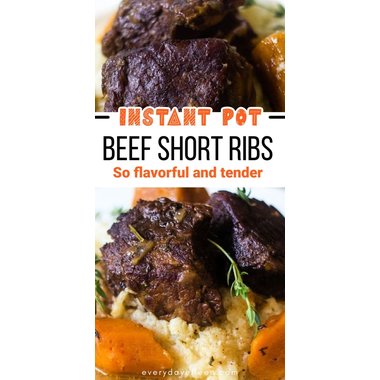 INSTANT POT
BEEF SHORT RIBS
So flavorful and tender
everydayeileen.com